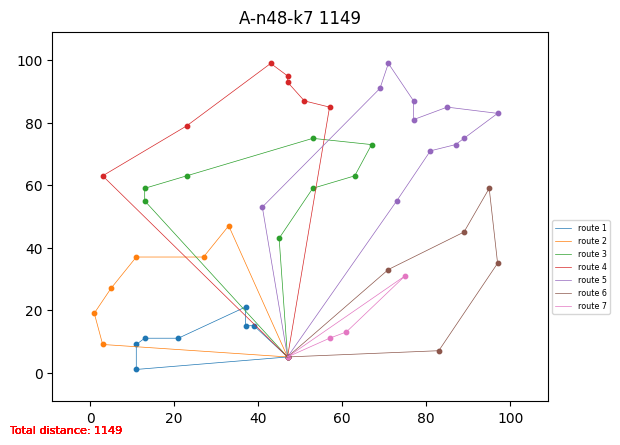 A-n48-k7 1149
100
80
60
40
20
0
0 20 40 60 80 100
route 1
route 2
route 3
route 4
route 5
route 6
route 7
Total distance: 1149